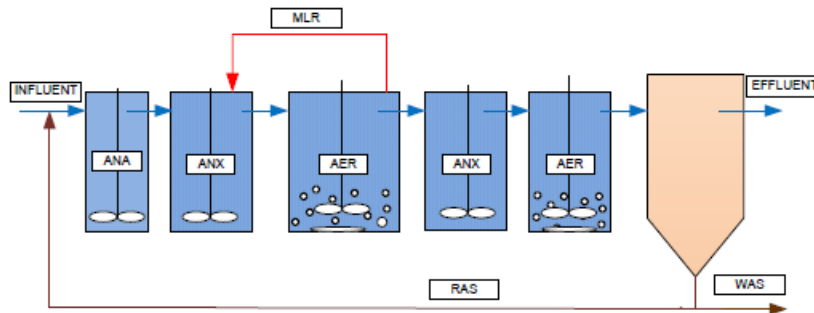 MLR
INFLUENT
EFFLUENT
ANA
ANX
AER
ANX
AER
RAS
WAS